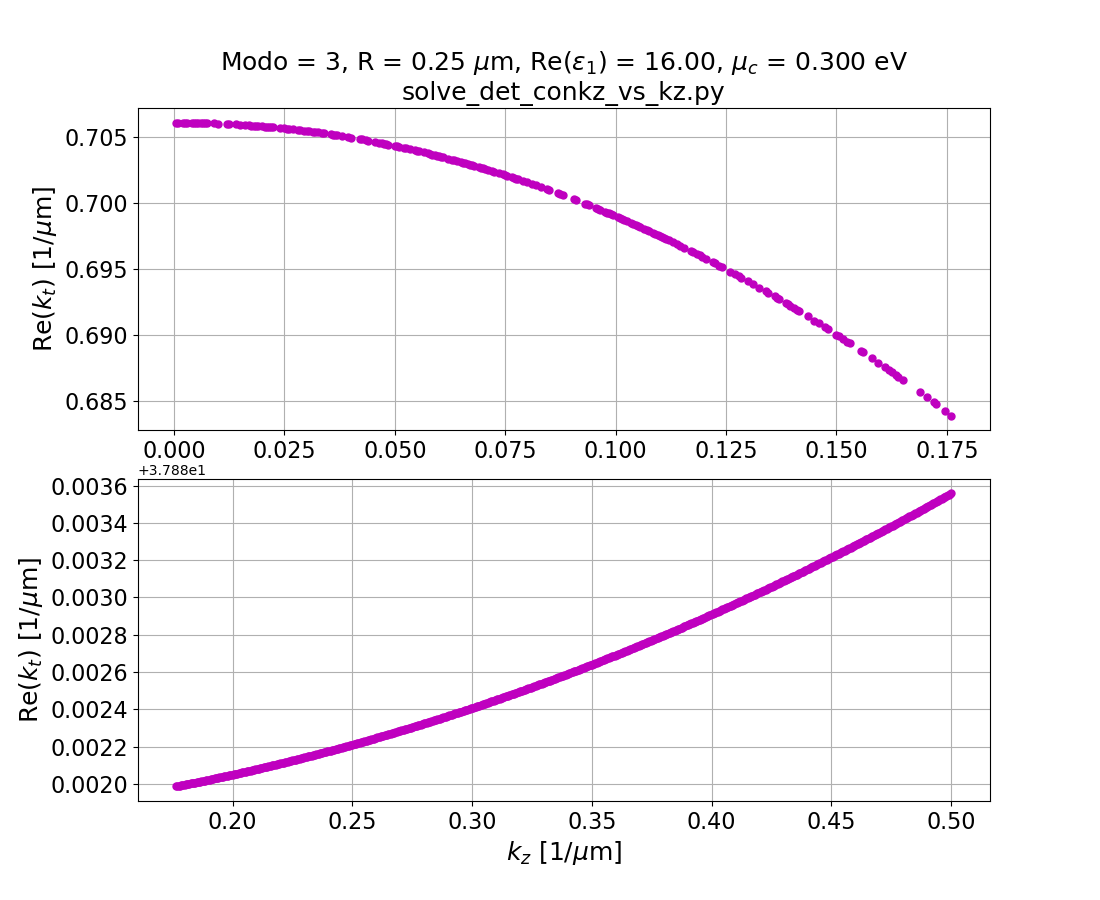 Modo = 3, R = 0.25 μm, Re(ε₁) = 16.00, μ_c = 0.300 eV
solve_det_conkz_vs_kz.py
Re(k_t) [1/μm]
0.705
0.700
0.695
0.690
0.685
0.000 0.025 0.050 0.075 0.100 0.125 0.150 0.175
+3.788e1
Re(k_t) [1/μm]
0.0036
0.0034
0.0032
0.0030
0.0028
0.0026
0.0024
0.0022
0.0020
0.20 0.25 0.30 0.35 0.40 0.45 0.50
k_z [1/μm]